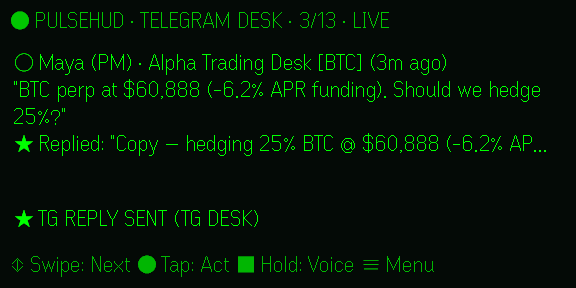 ● PULSEHUD · TELEGRAM DESK · 3/13 · LIVE
○ Maya (PM) · Alpha Trading Desk [BTC] (3m ago)
"BTC perp at $60,888 (-6.2% APR funding). Should we hedge
25%?"
★ Replied: "Copy — hedging 25% BTC @ $60,888 (-6.2% AP...
★ TG REPLY SENT (TG DESK)
⇕ Swipe: Next ● Tap: Act ■ Hold: Voice ≡ Menu